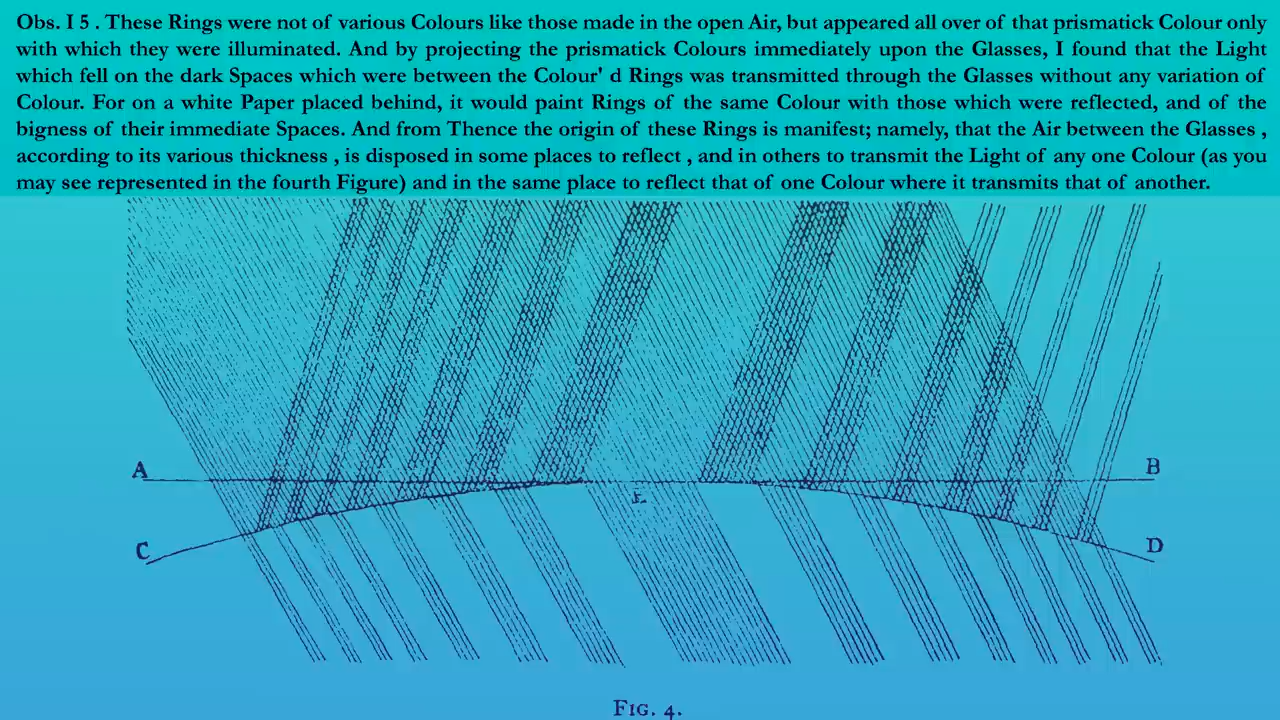 Obs. I 5 . These Rings were not of various Colours like those made in the open Air, but appeared all over of that prismatick Colour only
with which they were illuminated. And by projecting the prismatick Colours immediately upon the Glasses, I found that the Light
which fell on the dark Spaces which were between the Colour' d Rings was transmitted through the Glasses without any variation of
Colour. For on a white Paper placed behind, it would paint Rings of the same Colour with those which were reflected, and of the
bigness of their immediate Spaces. And from Thence the origin of these Rings is manifest; namely, that the Air between the Glasses ,
according to its various thickness , is disposed in some places to reflect , and in others to transmit the Light of any one Colour (as you
may see represented in the fourth Figure) and in the same place to reflect that of one Colour where it transmits that of another.
A
B
E
C
D
FIG. 4.